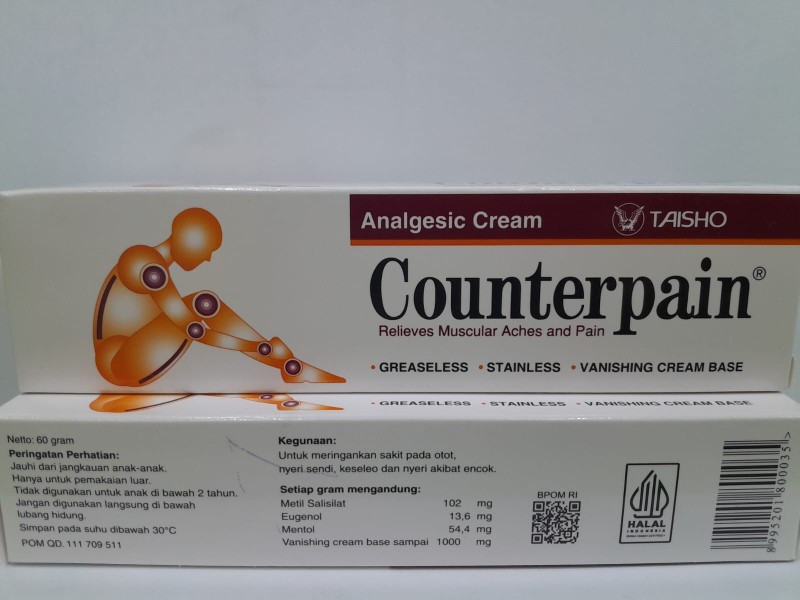 Analgesic Cream TAISHO
Counterpain®
Relieves Muscular Aches and Pain
• GREASELESS • STAINLESS • VANISHING CREAM BASE
• GREASELESS • STAINLESS • VANISHING CREAM BASE
Netto: 60 gram
Peringatan Perhatian:
Jauhi dari jangkauan anak-anak.
Hanya untuk pemakaian luar.
Tidak digunakan untuk anak di bawah 2 tahun.
Jangan digunakan langsung di bawah
lubang hidung.
Simpan pada suhu dibawah 30°C
POM QD. 111 709 511
Kegunaan:
Untuk meringankan sakit pada otot,
nyeri sendi, keseleo dan nyeri akibat encok.
Setiap gram mengandung:
Metil Salisilat 102 mg
Eugenol 13,6 mg
Mentol 54,4 mg
Vanishing cream base sampai 1000 mg
BPOM RI
HALAL
INDONESIA
8995201800035>